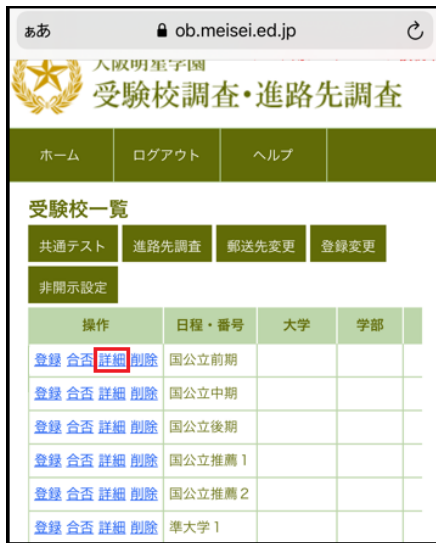 ぁあ ob.meisei.ed.jp
大阪明星学園
受験校調査・進路先調査
ホーム ログアウト ヘルプ
受験校一覧
共通テスト 進路先調査 郵送先変更 登録変更
非開示設定
操作 日程・番号 大学 学部
登録 合否 詳細 削除 国公立前期
登録 合否 詳細 削除 国公立中期
登録 合否 詳細 削除 国公立後期
登録 合否 詳細 削除 国公立推薦1
登録 合否 詳細 削除 国公立推薦2
登録 合否 詳細 削除 準大学1